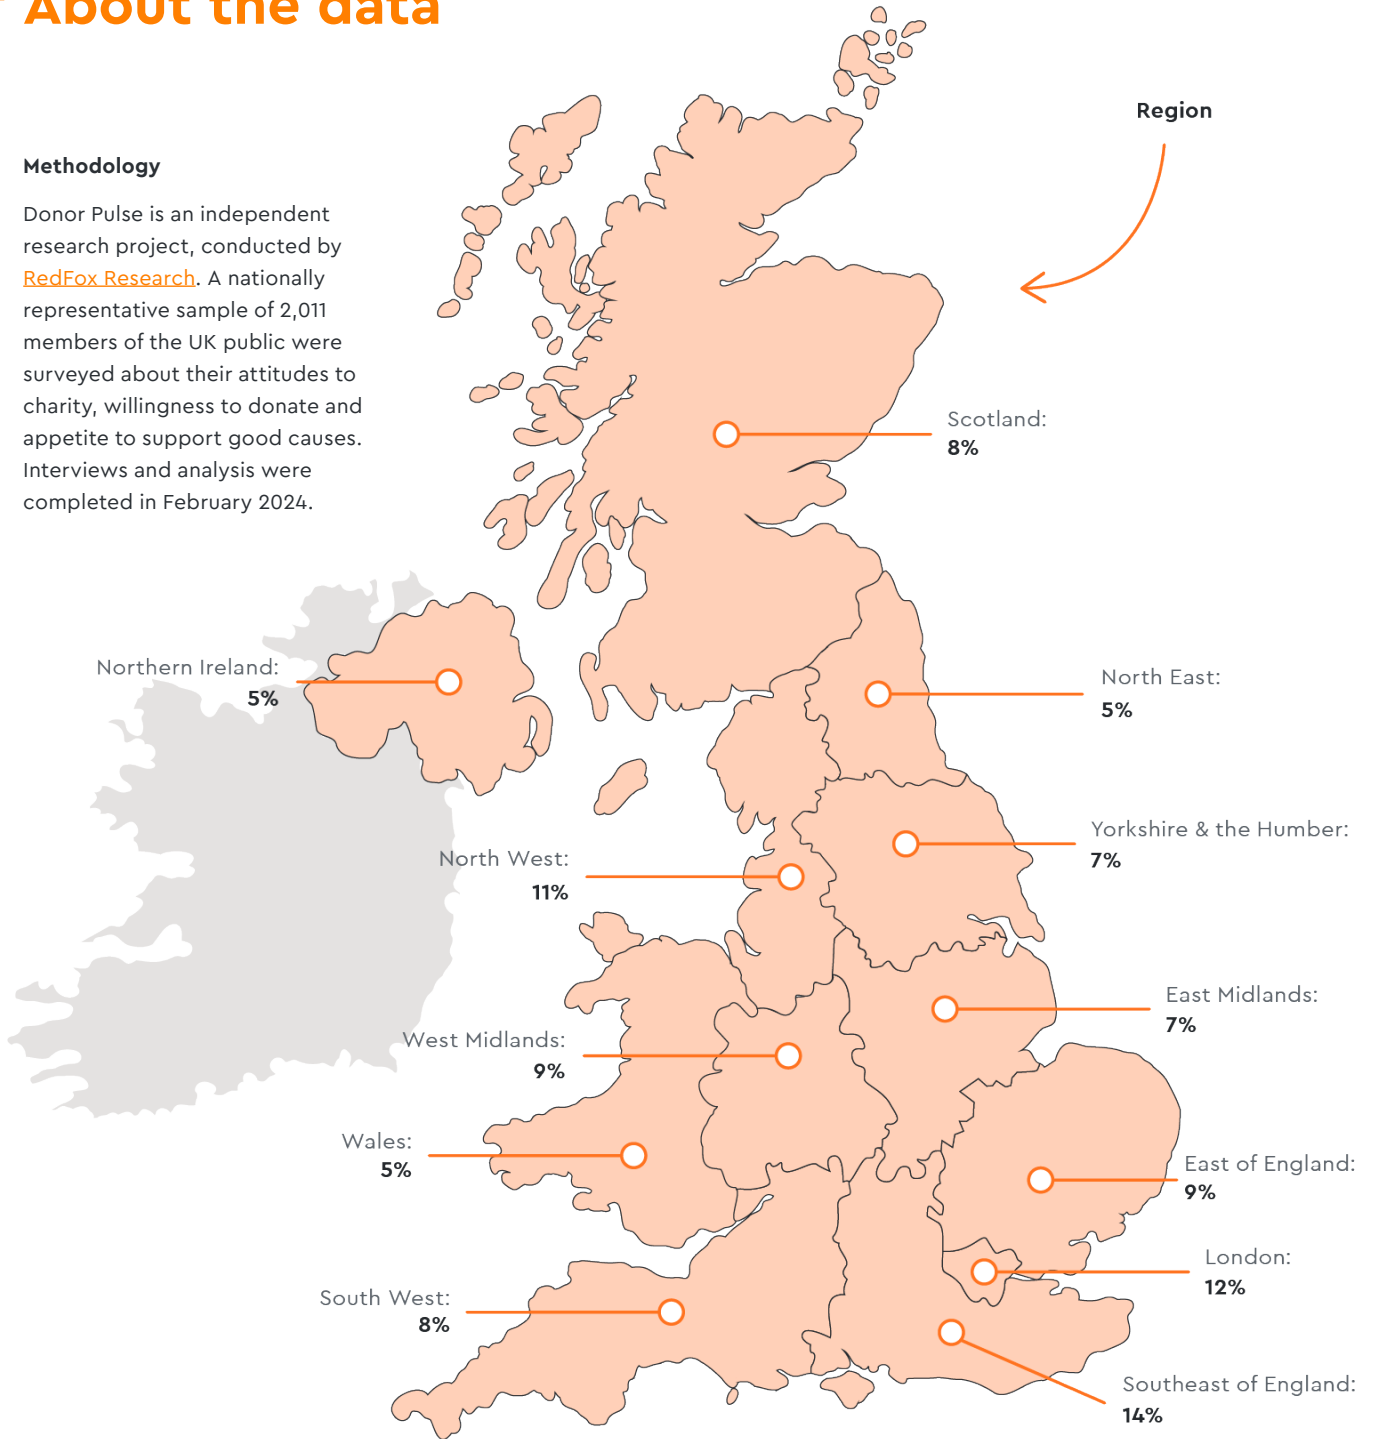 About the data
Methodology
Donor Pulse is an independent
research project, conducted by
RedFox Research. A nationally
representative sample of 2,011
members of the UK public were
surveyed about their attitudes to
charity, willingness to donate and
appetite to support good causes.
Interviews and analysis were
completed in February 2024.
Region
Scotland:
8%
Northern Ireland:
5%
North East:
5%
Yorkshire & the Humber:
7%
North West:
11%
East Midlands:
7%
West Midlands:
9%
Wales:
5%
East of England:
9%
London:
12%
South West:
8%
Southeast of England:
14%